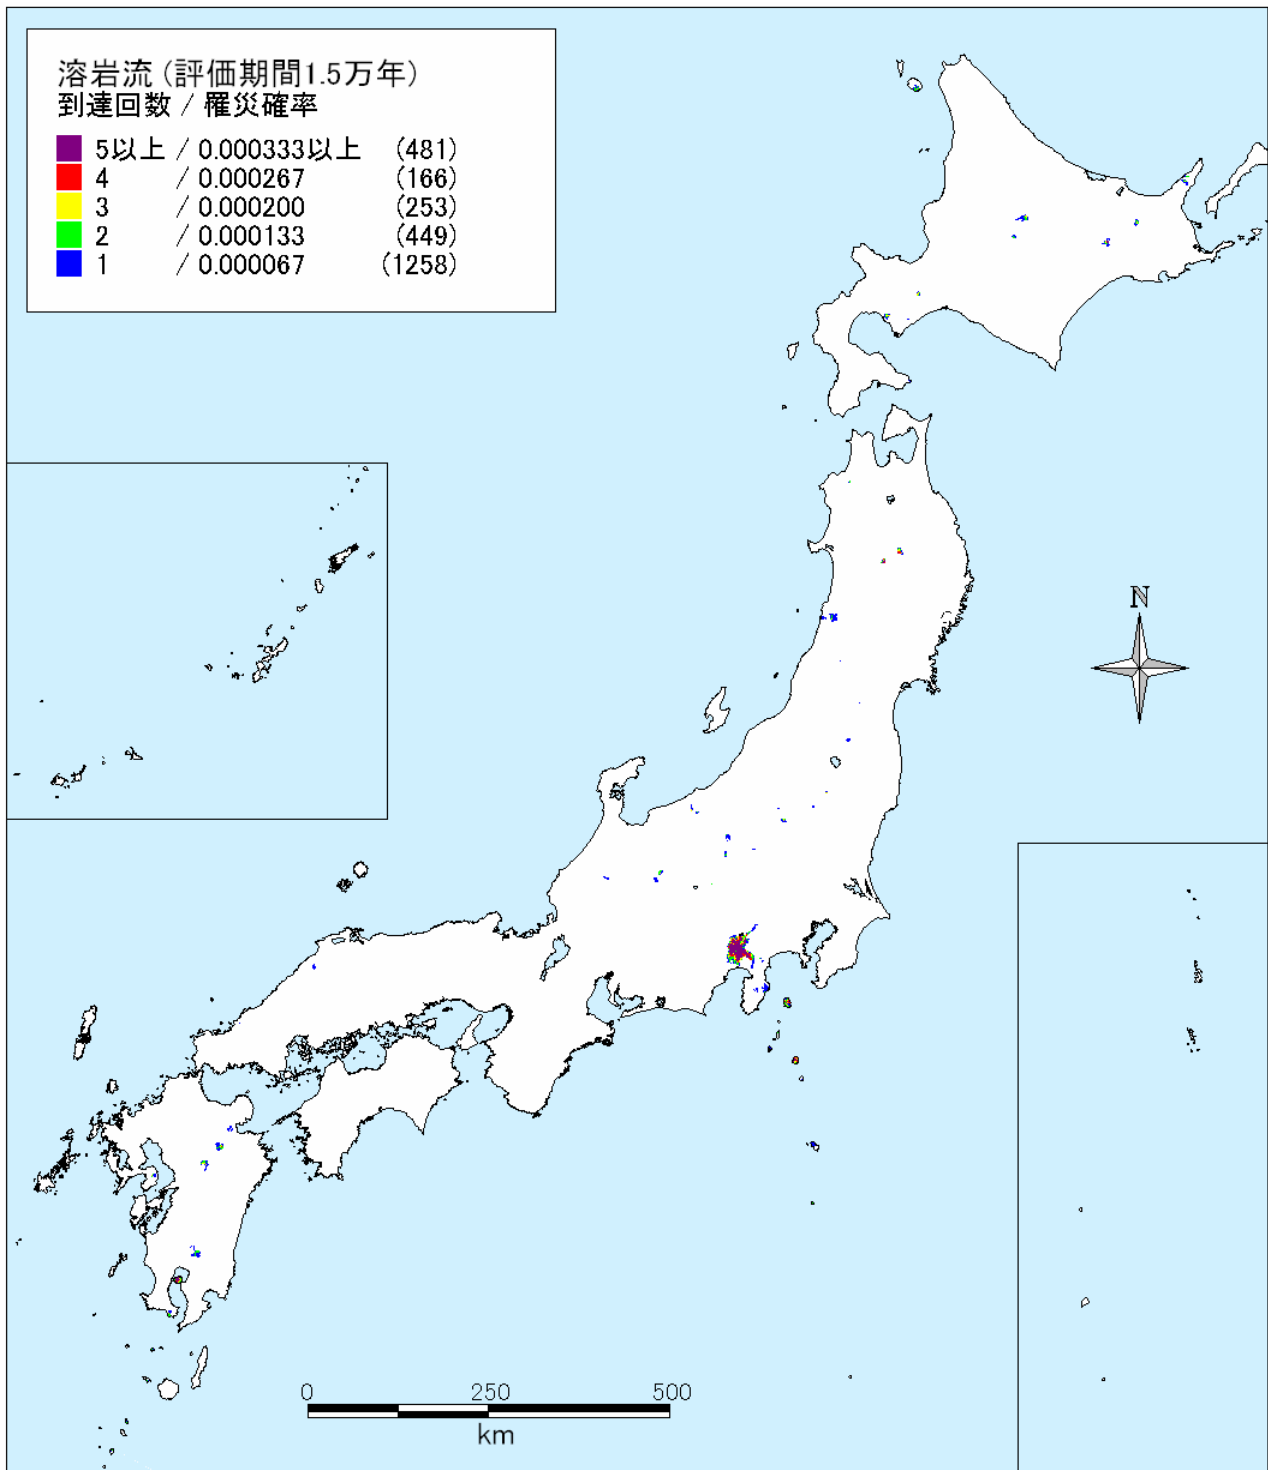 溶岩流(評価期間1.5万年)
到達回数 / 罹災確率
5以上 / 0.000333以上 (481)
4 / 0.000267 (166)
3 / 0.000200 (253)
2 / 0.000133 (449)
1 / 0.000067 (1258)
N
0 250 500
km